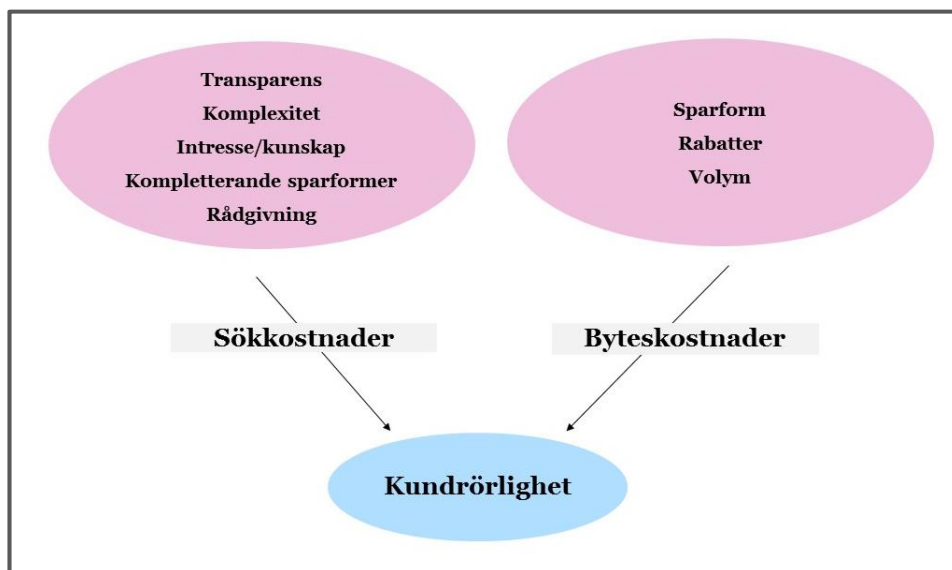 Transparens
Komplexitet
Intresse/kunskap
Kompletterande sparformer
Rådgivning
Sparform
Rabatter
Volym
Sökkostnader
Byteskostnader
Kundrörlighet